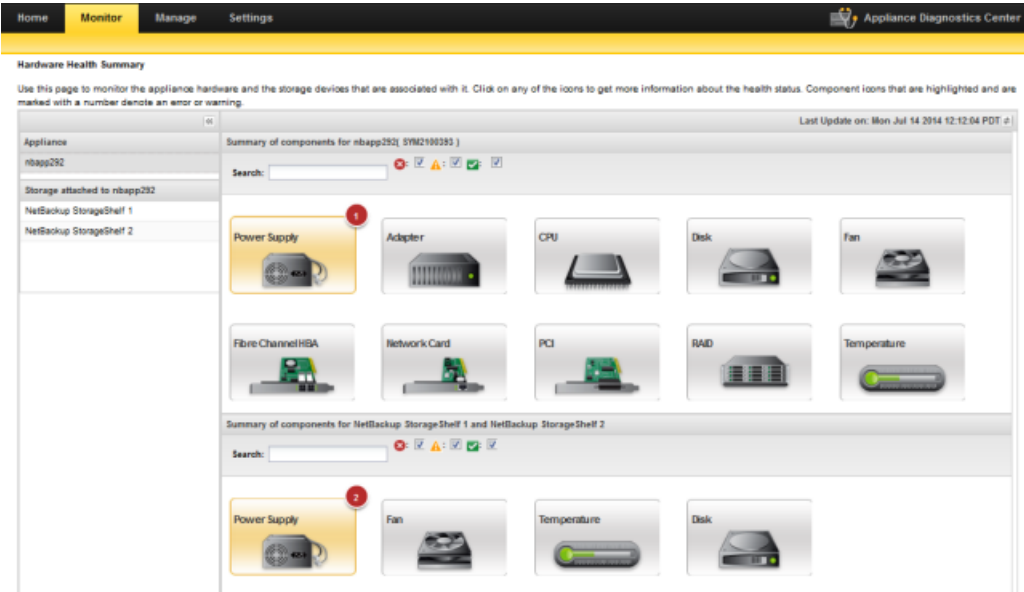 Home Monitor Manage Settings Appliance Diagnostics Center
Hardware Health Summary
Use this page to monitor the appliance hardware and the storage devices that are associated with it. Click on any of the icons to get more information about the health status. Component icons that are highlighted and are
marked with a number denote an error or warning.
Last Update on: Mon Jul 14 2014 12:12:04 PDT
Appliance
nbapp292
Storage attached to nbapp292
NetBackup StorageShelf 1
NetBackup StorageShelf 2
Summary of components for nbapp292( SYM2100393 )
Search:
1
Power Supply Adapter CPU Disk Fan
Fibre Channel HBA Network Card PCI RAID Temperature
Summary of components for NetBackup StorageShelf 1 and NetBackup StorageShelf 2
Search:
2
Power Supply Fan Temperature Disk